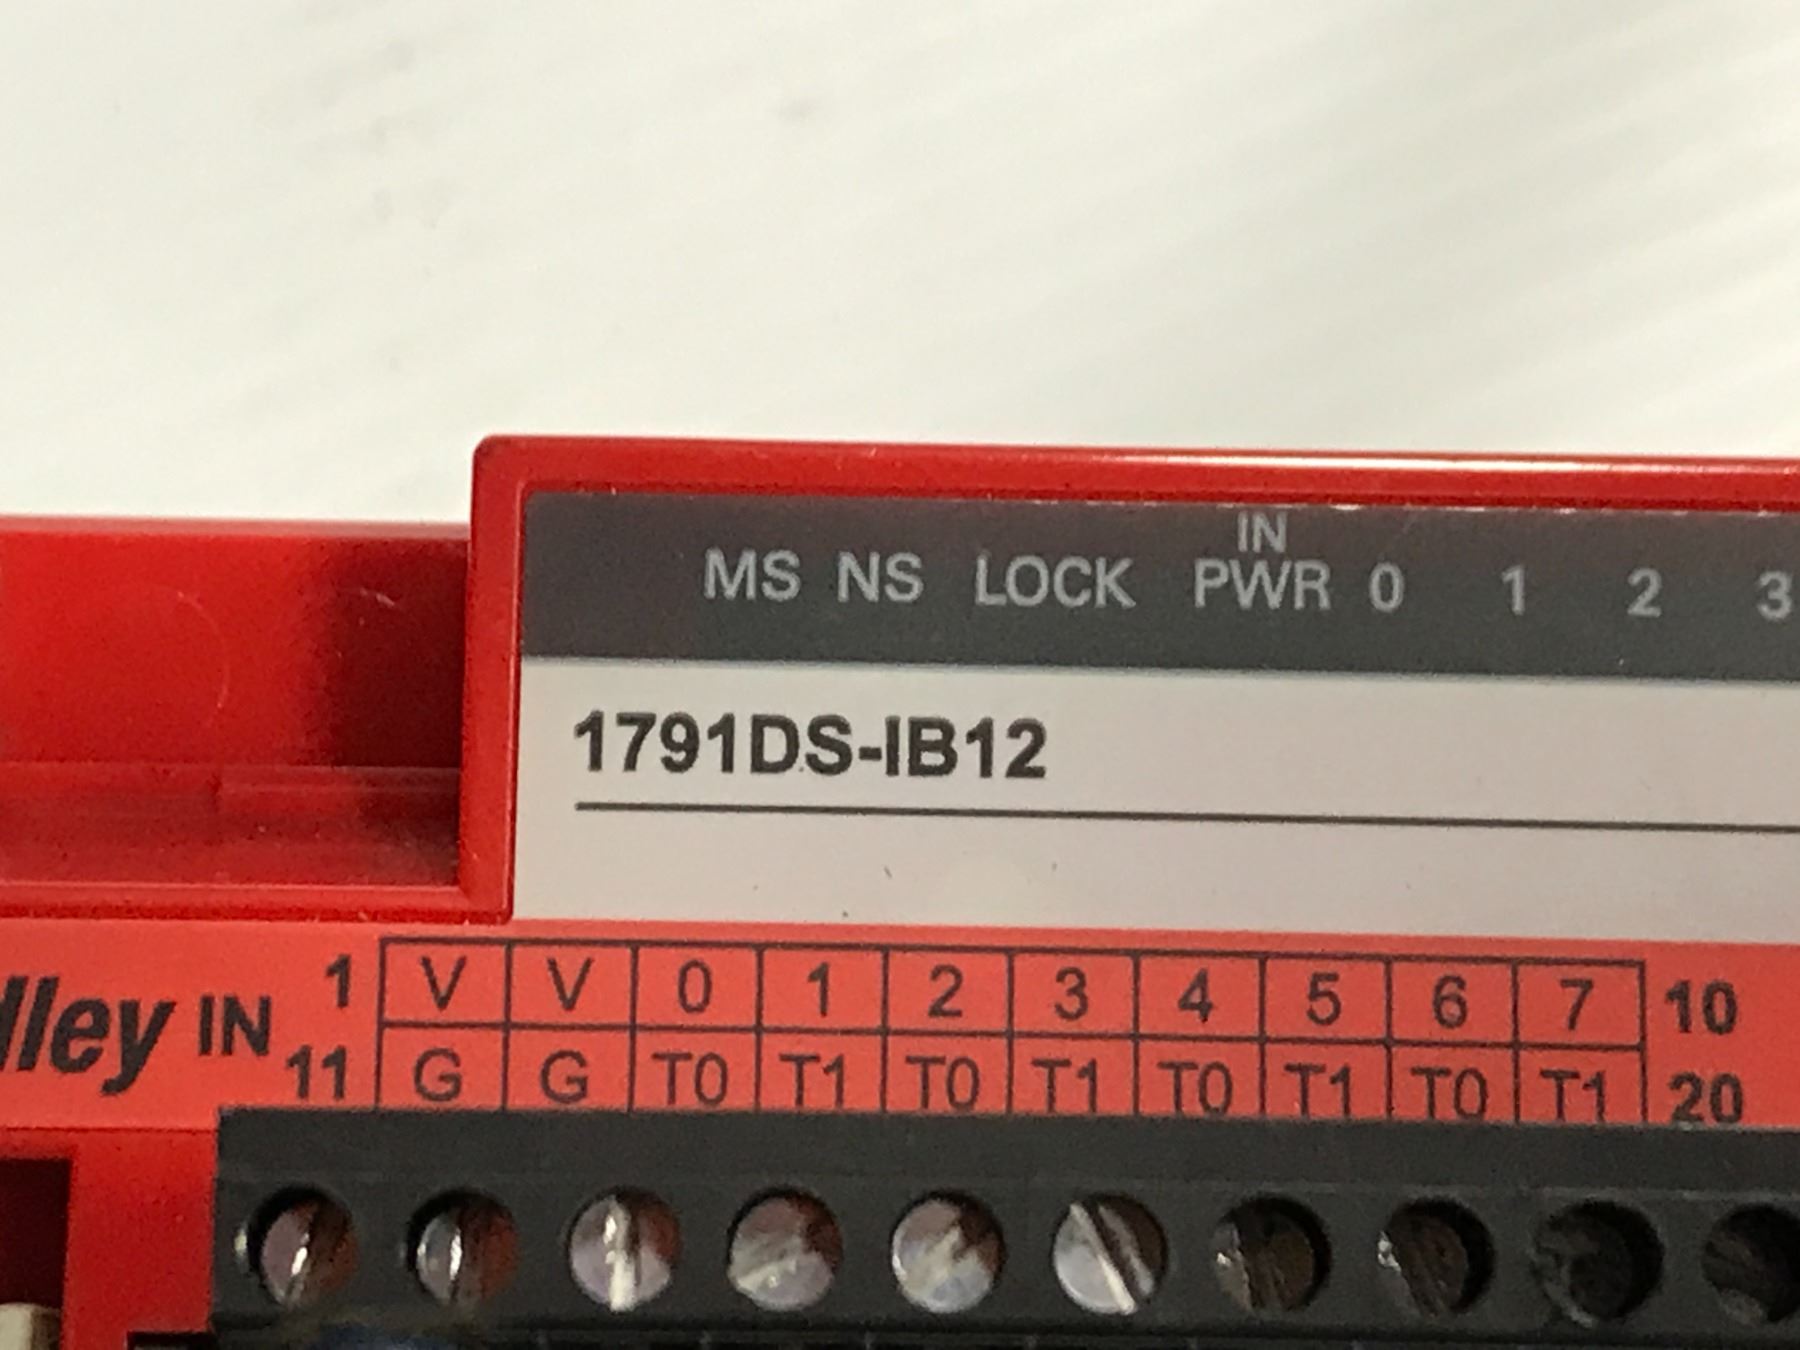 IN
MS NS LOCK PWR 0 1 2 3
1791DS-IB12
lley IN 1 V V 0 1 2 3 4 5 6 7 10
11 G G T0 T1 T0 T1 T0 T1 T0 T1 20